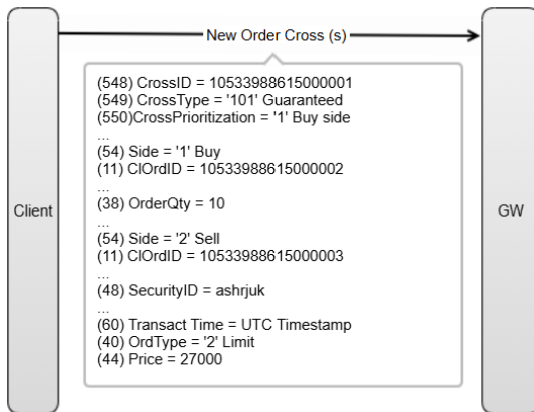 New Order Cross (s)
(548) CrossID = 10533988615000001
(549) CrossType = '101' Guaranteed
(550)CrossPrioritization = '1' Buy side
...
(54) Side = '1' Buy
(11) ClOrdID = 10533988615000002
...
(38) OrderQty = 10
...
(54) Side = '2' Sell
(11) ClOrdID = 10533988615000003
...
(48) SecurityID = ashrjuk
...
(60) Transact Time = UTC Timestamp
(40) OrdType = '2' Limit
(44) Price = 27000
Client
GW